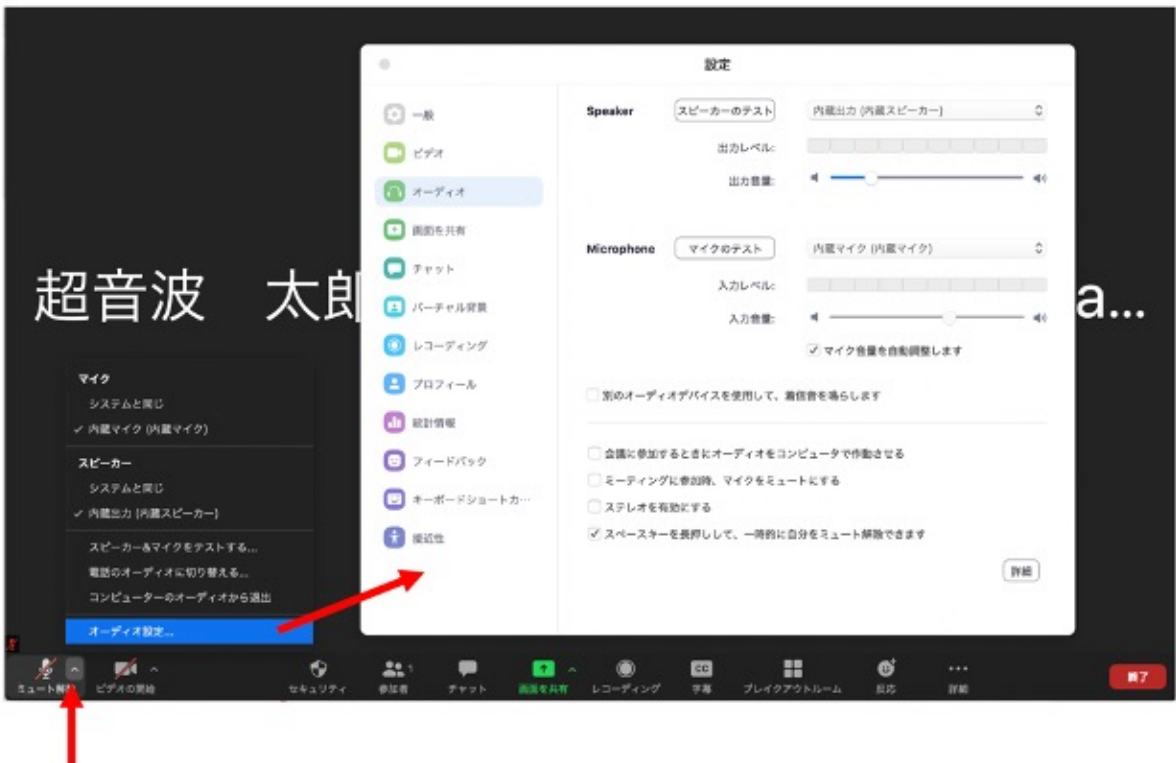 設定
一般
ビデオ
オーディオ
画面を共有
チャット
バーチャル背景
レコーディング
プロフィール
統計情報
フィードバック
キーボードショートカ…
接近性
Speaker スピーカーのテスト 内蔵出力 (内蔵スピーカー)
出力レベル:
出力音量:
Microphone マイクのテスト 内蔵マイク (内蔵マイク)
入力レベル:
入力音量:
マイク音量を自動調整します
別のオーディオデバイスを使用して、着信音を鳴らします
会議に参加するときにオーディオをコンピュータで作動させる
ミーティングに参加時、マイクをミュートにする
ステレオを有効にする
スペースキーを長押しして、一時的に自分をミュート解除できます
詳細
超音波 太郎 a...
マイク
システムと同じ
内蔵マイク (内蔵マイク)
スピーカー
システムと同じ
内蔵出力 (内蔵スピーカー)
スピーカー&マイクをテストする...
電話のオーディオに切り替える...
コンピューターのオーディオから退出
オーディオ設定...
ミュート解除 ビデオの開始 セキュリティ 参加者 1 チャット 画面を共有 レコーディング CC 字幕 ブレイクアウトルーム 反応 詳細 終了